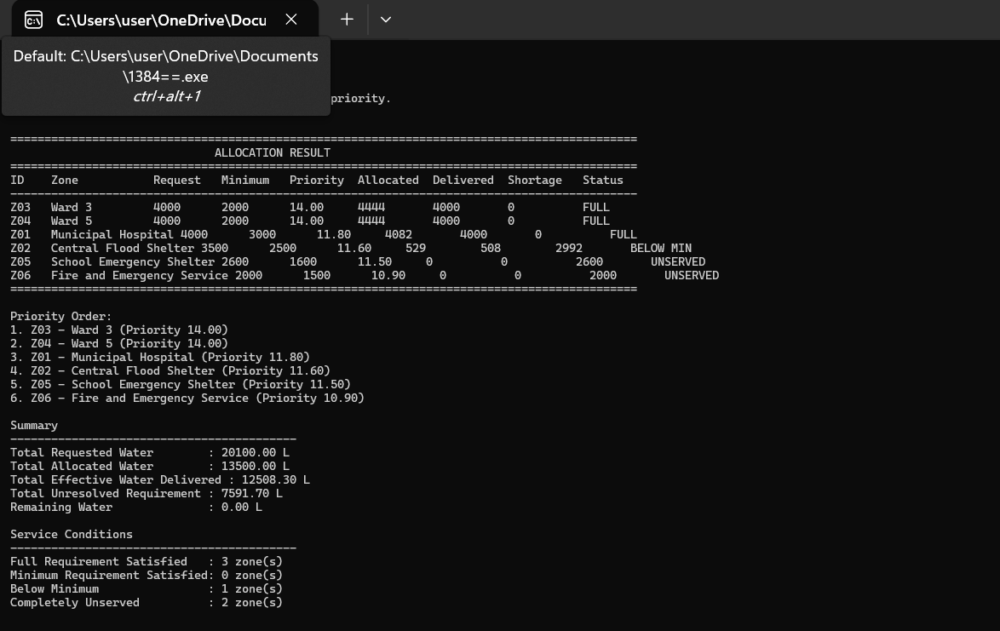 C:\Users\user\OneDrive\Docu
Default: C:\Users\user\OneDrive\Documents
\1384==.exe
ctrl+alt+1
priority.
============================================================================================
                              ALLOCATION RESULT
============================================================================================
ID    Zone           Request   Minimum   Priority  Allocated  Delivered  Shortage   Status
--------------------------------------------------------------------------------------------
Z03   Ward 3         4000      2000      14.00     4444       4000       0          FULL
Z04   Ward 5         4000      2000      14.00     4444       4000       0          FULL
Z01   Municipal Hospital 4000      3000      11.80     4082       4000       0          FULL
Z02   Central Flood Shelter 3500      2500      11.60     529        508        2992       BELOW MIN
Z05   School Emergency Shelter 2600      1600      11.50     0          0          2600       UNSERVED
Z06   Fire and Emergency Service 2000      1500      10.90     0          0          2000       UNSERVED
============================================================================================
Priority Order:
1. Z03 - Ward 3 (Priority 14.00)
2. Z04 - Ward 5 (Priority 14.00)
3. Z01 - Municipal Hospital (Priority 11.80)
4. Z02 - Central Flood Shelter (Priority 11.60)
5. Z05 - School Emergency Shelter (Priority 11.50)
6. Z06 - Fire and Emergency Service (Priority 10.90)
Summary
------------------------------------------
Total Requested Water        : 20100.00 L
Total Allocated Water        : 13500.00 L
Total Effective Water Delivered : 12508.30 L
Total Unresolved Requirement : 7591.70 L
Remaining Water              : 0.00 L
Service Conditions
------------------------------------------
Full Requirement Satisfied   : 3 zone(s)
Minimum Requirement Satisfied: 0 zone(s)
Below Minimum                : 1 zone(s)
Completely Unserved          : 2 zone(s)